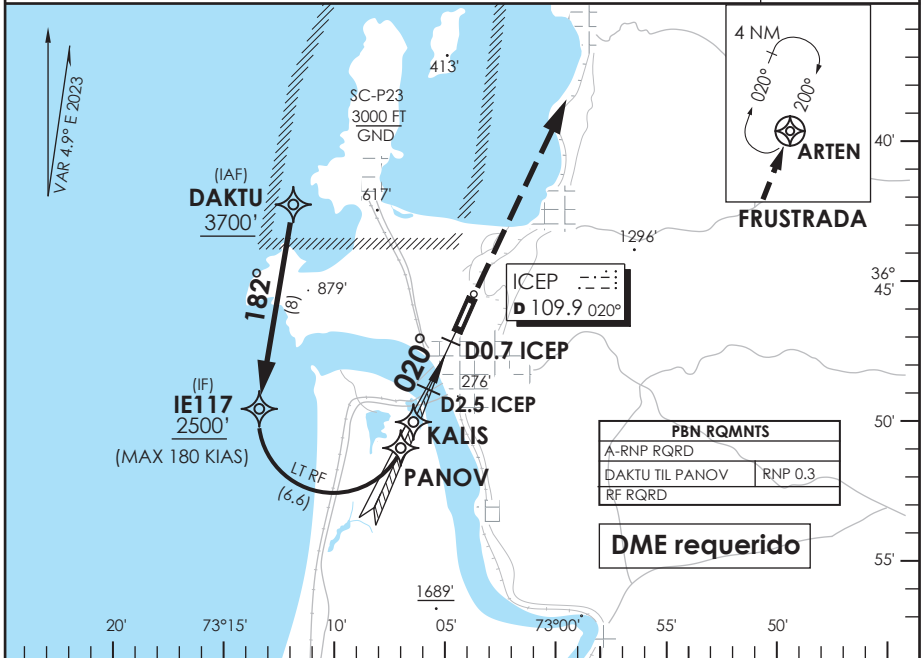 4 NM
020°
200°
ARTEN
FRUSTRADA
VAR 4.9° E 2023
413'
SC-P23
3000 FT
GND
(IAF)
DAKTU
3700'
617'
1296'
40'
36°
45'
182°
(8)
879'
ICEP
D 109.9 020°
020°
D0.7 ICEP
276'
D2.5 ICEP
(IF)
IE117
2500'
(MAX 180 KIAS)
KALIS
PANOV
LT RF
(6.6)
50'
PBN RQMNTS
A-RNP RQRD
DAKTU TIL PANOV RNP 0.3
RF RQRD
DME requerido
55'
1689'
20' 73°15' 10' 05' 73°00' 55' 50'